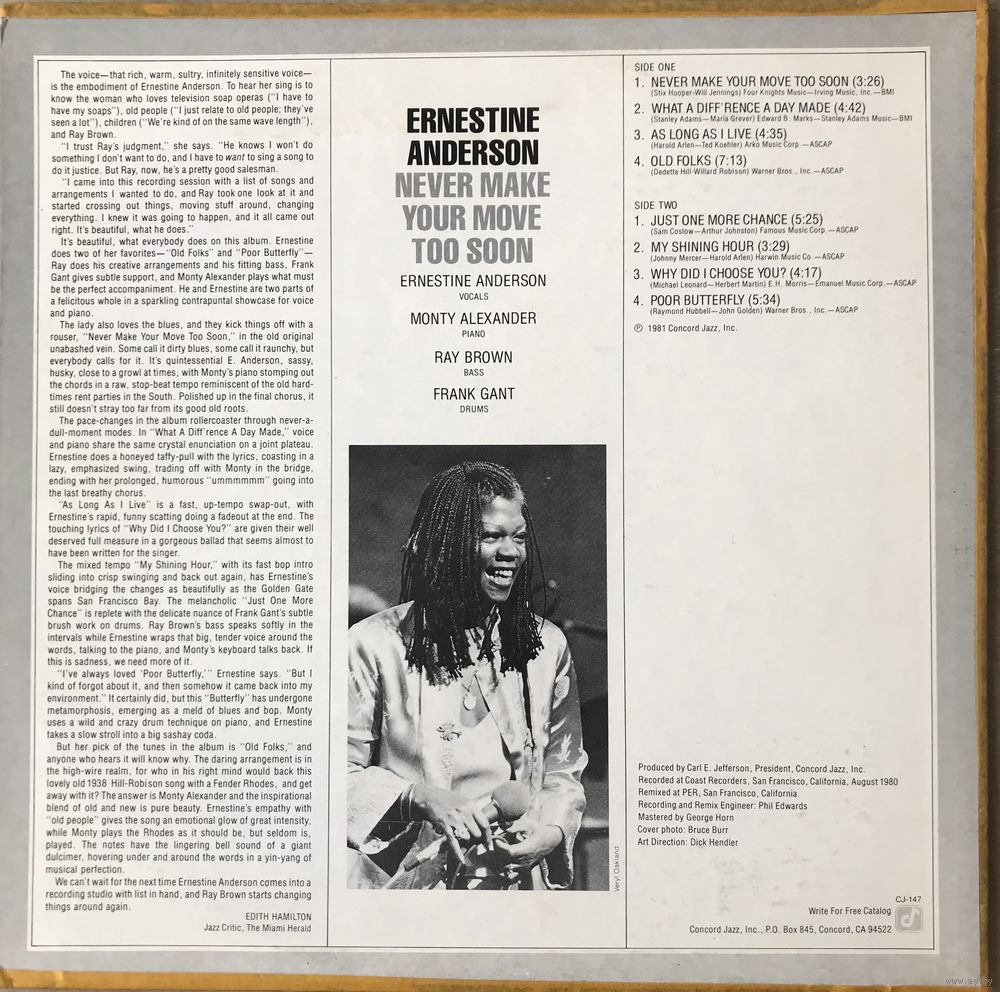 The voice—that rich, warm, sultry, infinitely sensitive voice—
is the embodiment of Ernestine Anderson. To hear her sing is to
know the woman who loves television soap operas ("I have to
have my soaps"), old people ("I just relate to old people; they've
seen a lot"), children ("We're kind of on the same wave length"),
and Ray Brown.
"I trust Ray's judgment," she says. "He knows I won't do
something I don't want to do, and I have to want to sing a song to
do it justice. But Ray, now, he's a pretty good salesman.
"I came into this recording session with a list of songs and
arrangements I wanted to do, and Ray took one look at it and
started crossing out things, moving stuff around, changing
everything. I knew it was going to happen, and it all came out
right. It's beautiful, what he does."
It's beautiful, what everybody does on this album. Ernestine
does two of her favorites—"Old Folks" and "Poor Butterfly"—
Ray does his creative arrangements and his fitting bass, Frank
Gant gives subtle support, and Monty Alexander plays what must
be the perfect accompaniment. He and Ernestine are two parts of
a felicitous whole in a sparkling contrapuntal showcase for voice
and piano.
The lady also loves the blues, and they kick things off with a
rouser, "Never Make Your Move Too Soon," in the old original
unabashed vein. Some call it dirty blues, some call it raunchy, but
everybody calls for it. It's quintessential E. Anderson, sassy,
husky, close to a growl at times, with Monty's piano stomping out
the chords in a raw, stop-beat tempo reminiscent of the old hard-
times rent parties in the South. Polished up in the final chorus, it
still doesn't stray too far from its good old roots.
The pace-changes in the album rollercoaster through never-a-
dull-moment modes. In "What A Diff'rence A Day Made," voice
and piano share the same crystal enunciation on a joint plateau.
Ernestine does a honeyed taffy-pull with the lyrics, coasting in a
lazy, emphasized swing, trading off with Monty in the bridge,
ending with her prolonged, humorous "ummmmm" going into
the last breathy chorus.
"As Long As I Live" is a fast, up-tempo swap-out, with
Ernestine's rapid, funny scatting doing a fadeout at the end. The
touching lyrics of "Why Did I Choose You?" are given their well
deserved full measure in a gorgeous ballad that seems almost to
have been written for the singer.
The mixed tempo "My Shining Hour," with its fast bop intro
sliding into crisp swinging and back out again, has Ernestine's
voice bridging the changes as beautifully as the Golden Gate
spans San Francisco Bay. The melancholic "Just One More
Chance" is replete with the delicate nuance of Frank Gant's subtle
brush work on drums. Ray Brown's bass speaks softly in the
intervals while Ernestine wraps that big, tender voice around the
words, talking to the piano, and Monty's keyboard talks back. If
this is sadness, we need more of it.
"I've always loved 'Poor Butterfly,'" Ernestine says. "But I
kind of forgot about it, and then somehow it came back into my
environment." It certainly did, but this "Butterfly" has undergone
metamorphosis, emerging as a meld of blues and bop. Monty
uses a wild and crazy drum technique on piano, and Ernestine
takes a slow stroll into a big sashay coda.
But her pick of the tunes in the album is "Old Folks," and
anyone who hears it will know why. The daring arrangement is in
the high-wire realm, for who in his right mind would back this
lovely old 1938 Hill-Robison song with a Fender Rhodes, and get
away with it? The answer is Monty Alexander and the inspirational
blend of old and new is pure beauty. Ernestine's empathy with
"old people" gives the song an emotional glow of great intensity,
while Monty plays the Rhodes as it should be, but seldom is,
played. The notes have the lingering bell sound of a giant
dulcimer, hovering under and around the words in a yin-yang of
musical perfection.
We can't wait for the next time Ernestine Anderson comes into a
recording studio with list in hand, and Ray Brown starts changing
things around again.
EDITH HAMILTON
Jazz Critic, The Miami Herald
ERNESTINE
ANDERSON
NEVER MAKE
YOUR MOVE
TOO SOON
ERNESTINE ANDERSON
VOCALS
MONTY ALEXANDER
PIANO
RAY BROWN
BASS
FRANK GANT
DRUMS
Veryl Oakland
SIDE ONE
1. NEVER MAKE YOUR MOVE TOO SOON (3:26)
(Stix Hooper-Will Jennings) Four Knights Music—Irving Music, Inc.—BMI
2. WHAT A DIFF'RENCE A DAY MADE (4:42)
(Stanley Adams—Maria Grever) Edward B. Marks—Stanley Adams Music—BMI
3. AS LONG AS I LIVE (4:35)
(Harold Arlen—Ted Koehler) Arko Music Corp.—ASCAP
4. OLD FOLKS (7:13)
(Dedette Hill-Willard Robison) Warner Bros., Inc.—ASCAP
SIDE TWO
1. JUST ONE MORE CHANCE (5:25)
(Sam Coslow—Arthur Johnston) Famous Music Corp.—ASCAP
2. MY SHINING HOUR (3:29)
(Johnny Mercer—Harold Arlen) Harwin Music Co.—ASCAP
3. WHY DID I CHOOSE YOU? (4:17)
(Michael Leonard—Herbert Martin) E.H. Morris—Emanuel Music Corp.—ASCAP
4. POOR BUTTERFLY (5:34)
(Raymond Hubbell—John Golden) Warner Bros., Inc.—ASCAP
℗ 1981 Concord Jazz, Inc.
Produced by Carl E. Jefferson, President, Concord Jazz, Inc.
Recorded at Coast Recorders, San Francisco, California, August 1980
Remixed at PER, San Francisco, California
Recording and Remix Engineer: Phil Edwards
Mastered by George Horn
Cover photo: Bruce Burr
Art Direction: Dick Hendler
CJ-147
Write For Free Catalog
Concord Jazz, Inc., P.O. Box 845, Concord, CA 94522
www.ay.by